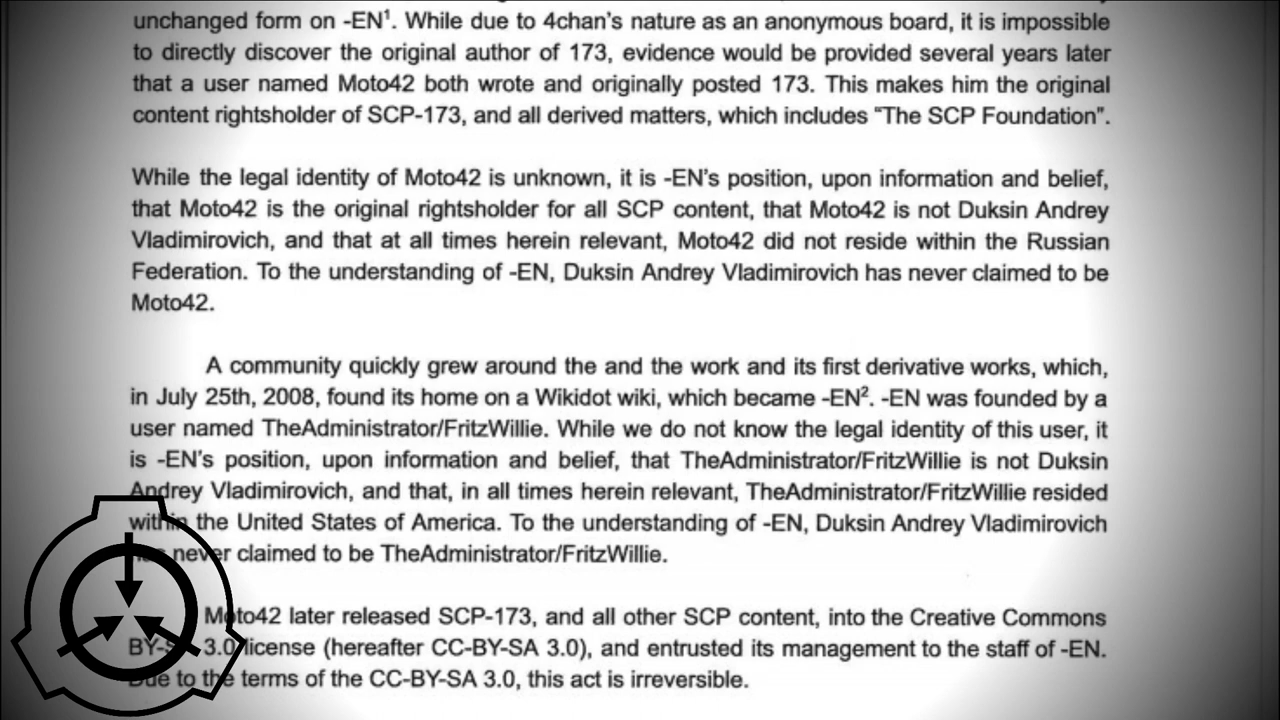 unchanged form on -EN¹. While due to 4chan's nature as an anonymous board, it is impossible
to directly discover the original author of 173, evidence would be provided several years later
that a user named Moto42 both wrote and originally posted 173. This makes him the original
content rightsholder of SCP-173, and all derived matters, which includes “The SCP Foundation”.
While the legal identity of Moto42 is unknown, it is -EN's position, upon information and belief,
that Moto42 is the original rightsholder for all SCP content, that Moto42 is not Duksin Andrey
Vladimirovich, and that at all times herein relevant, Moto42 did not reside within the Russian
Federation. To the understanding of -EN, Duksin Andrey Vladimirovich has never claimed to be
Moto42.
A community quickly grew around the and the work and its first derivative works, which,
in July 25th, 2008, found its home on a Wikidot wiki, which became -EN². -EN was founded by a
user named TheAdministrator/FritzWillie. While we do not know the legal identity of this user, it
is -EN's position, upon information and belief, that TheAdministrator/FritzWillie is not Duksin
Andrey Vladimirovich, and that, in all times herein relevant, TheAdministrator/FritzWillie resided
within the United States of America. To the understanding of -EN, Duksin Andrey Vladimirovich
has never claimed to be TheAdministrator/FritzWillie.
Moto42 later released SCP-173, and all other SCP content, into the Creative Commons
BY-SA 3.0 license (hereafter CC-BY-SA 3.0), and entrusted its management to the staff of -EN.
Due to the terms of the CC-BY-SA 3.0, this act is irreversible.